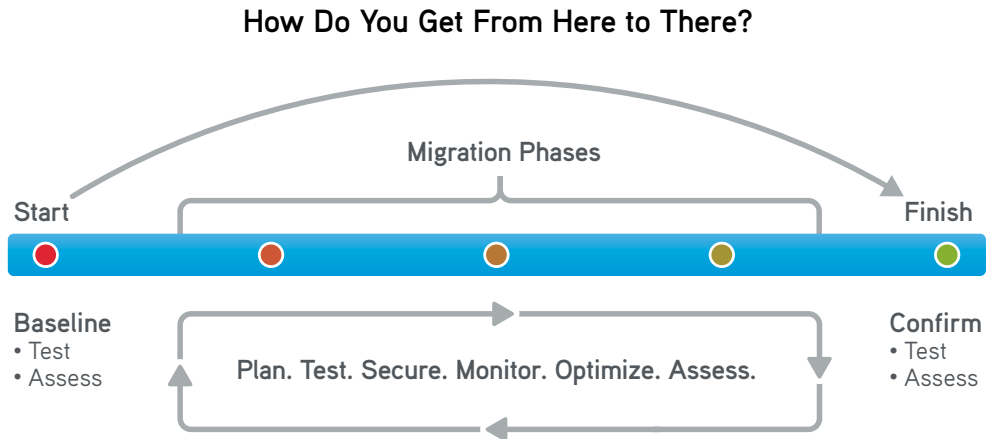 How Do You Get From Here to There?
Migration Phases
Start
Finish
Baseline
• Test
• Assess
Plan. Test. Secure. Monitor. Optimize. Assess.
Confirm
• Test
• Assess